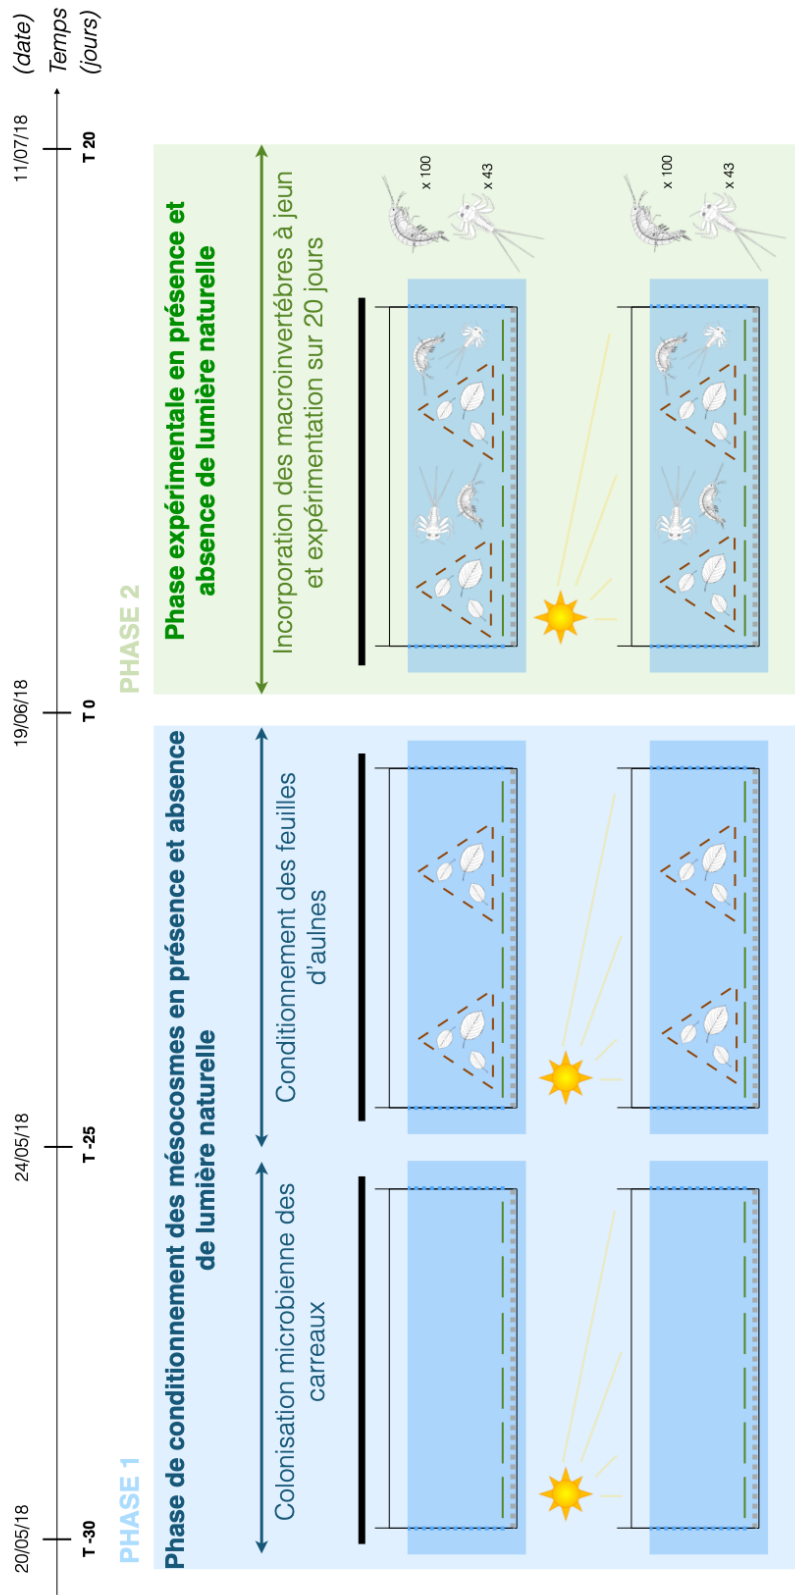 (date)
Temps
(jours)
20/05/18
24/05/18
19/06/18
11/07/18
T -30
T -25
T 0
T 20
PHASE 1
Phase de conditionnement des mésocosmes en présence et absence
de lumière naturelle
Colonisation microbienne des
carreaux
Conditionnement des feuilles
d'aulnes
PHASE 2
Phase expérimentale en présence et
absence de lumière naturelle
Incorporation des macroinvertébres à jeun
et expérimentation sur 20 jours
x 100
x 43
x 100
x 43